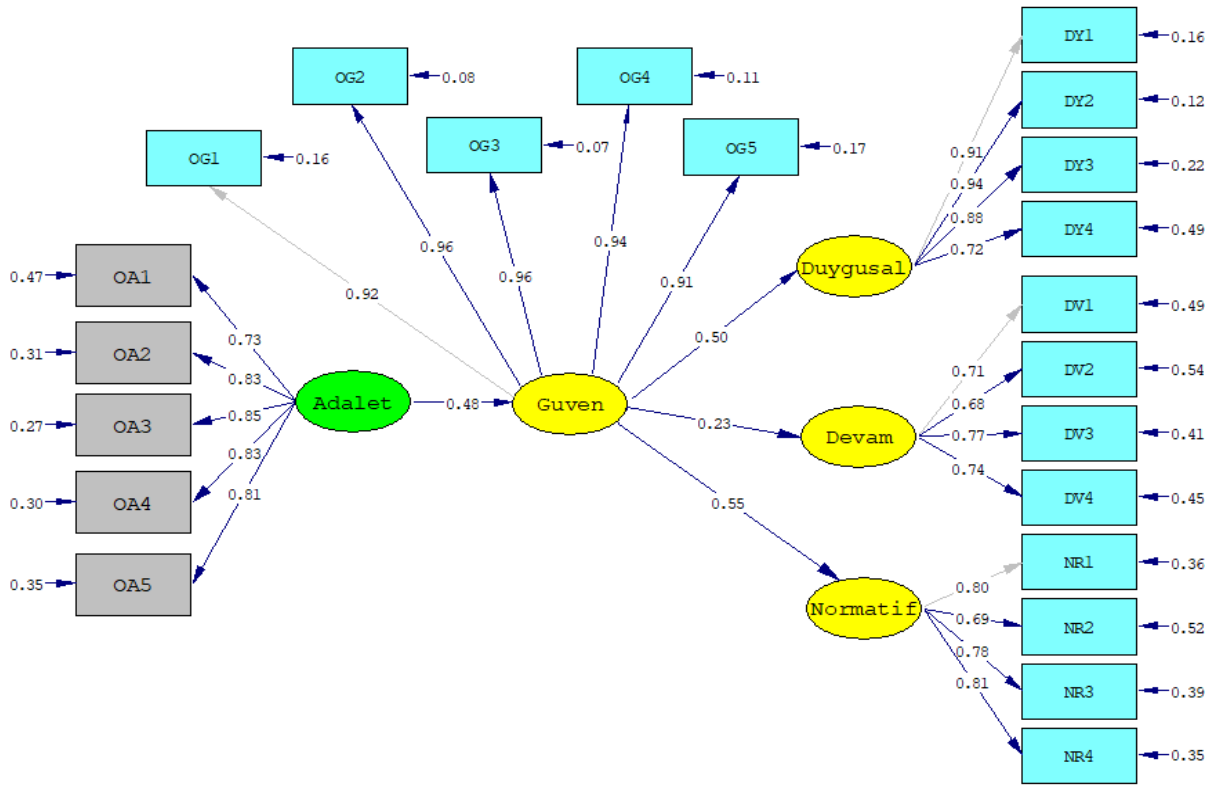 DY1
0.16
OG2
0.08
OG4
0.11
DY2
0.12
OG1
0.16
OG3
0.07
OG5
0.17
0.91
DY3
0.22
0.94
0.88
DY4
0.49
0.72
0.96
0.94
Duygusal
0.47
OA1
0.92
0.96
0.91
DV1
0.49
0.73
0.50
0.31
OA2
0.83
0.71
DV2
0.54
0.68
0.85
Adalet
0.48
Guven
0.23
Devam
0.77
DV3
0.41
0.27
OA3
0.83
0.74
0.81
DV4
0.45
0.30
OA4
0.55
NR1
0.36
0.35
OA5
0.80
Normatif
0.69
NR2
0.52
0.78
0.81
NR3
0.39
NR4
0.35